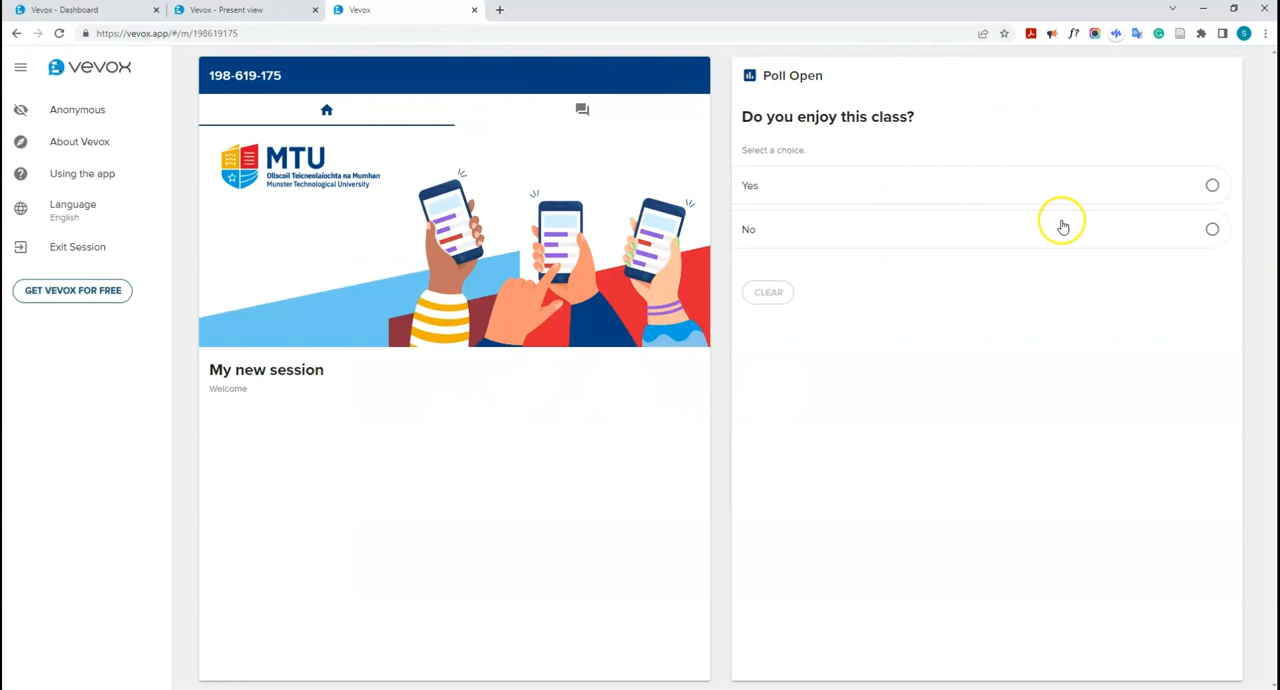 Vevox - Dashboard
Vevox - Present view
Vevox
https://vevox.app/#/m/198619175
S
vevox
Anonymous
About Vevox
Using the app
Language
English
Exit Session
GET VEVOX FOR FREE
198-619-175
MTU
Ollscoil Teicneolaíochta na Mumhan
Munster Technological University
My new session
Welcome
Poll Open
Do you enjoy this class?
Select a choice.
Yes
No
CLEAR